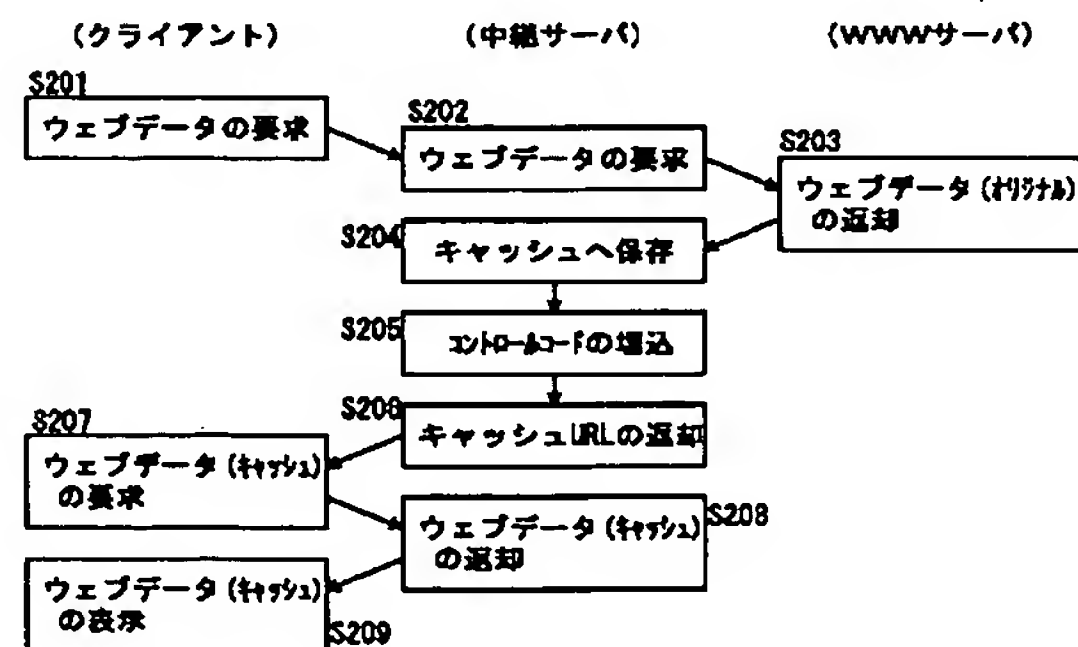 (クライアント)
(中継サーバ)
(WWWサーバ)
S201
ウェブデータの要求
S202
ウェブデータの要求
S203
ウェブデータ(オリジナル)
の返却
S204
キャッシュへ保存
S205
コントロールコードの埋込
S206
キャッシュURLの返却
S207
ウェブデータ(キャッシュ)
の要求
ウェブデータ(キャッシュ)
の返却
S208
ウェブデータ(キャッシュ)
の表示
S209